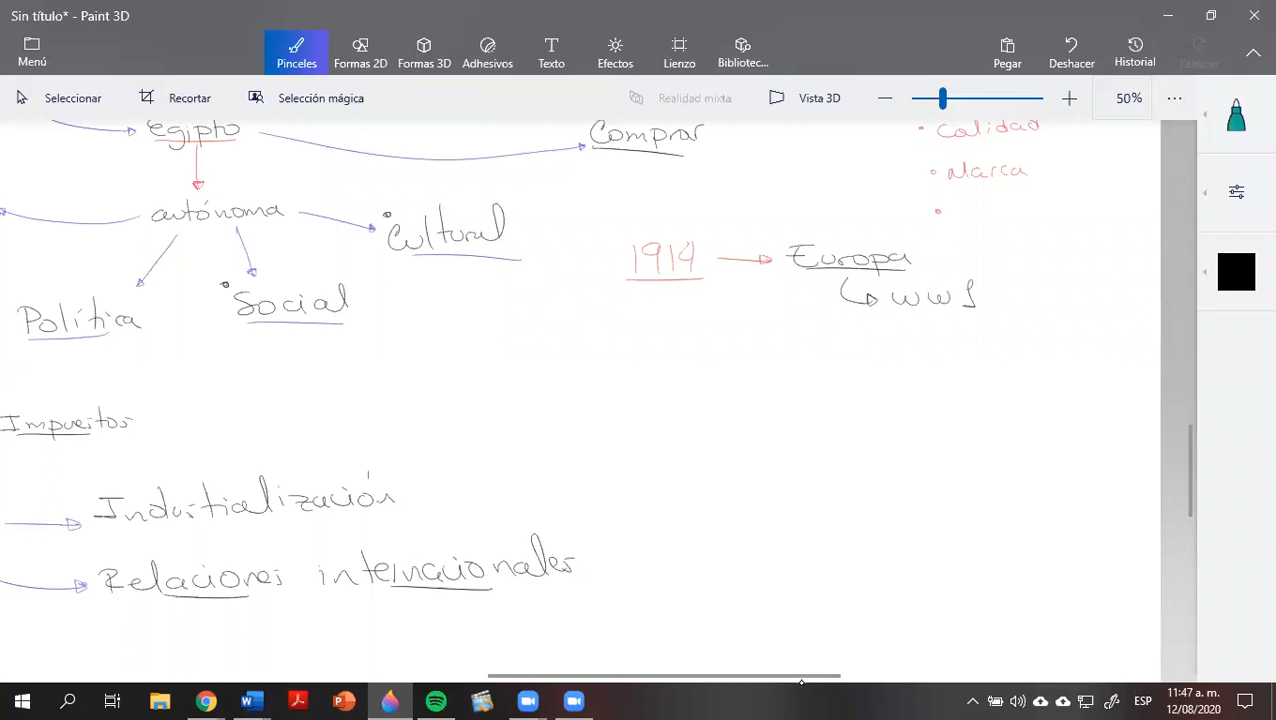 Sin título* - Paint 3D
Menú
Pinceles
Formas 2D
Formas 3D
Adhesivos
Texto
Efectos
Lienzo
Bibliotec...
Pegar
Deshacer
Historial
Rehacer
Seleccionar
Recortar
Selección mágica
Realidad mixta
Vista 3D
50%
egipto
Comprar
• Calidad
• Marca
•
autónoma
• Cultural
1914 → Europa
↳ WW1
Política
• Social
Impuestos
Industrialización
Relaciones internacionales
ESP
11:47 a. m.
12/08/2020